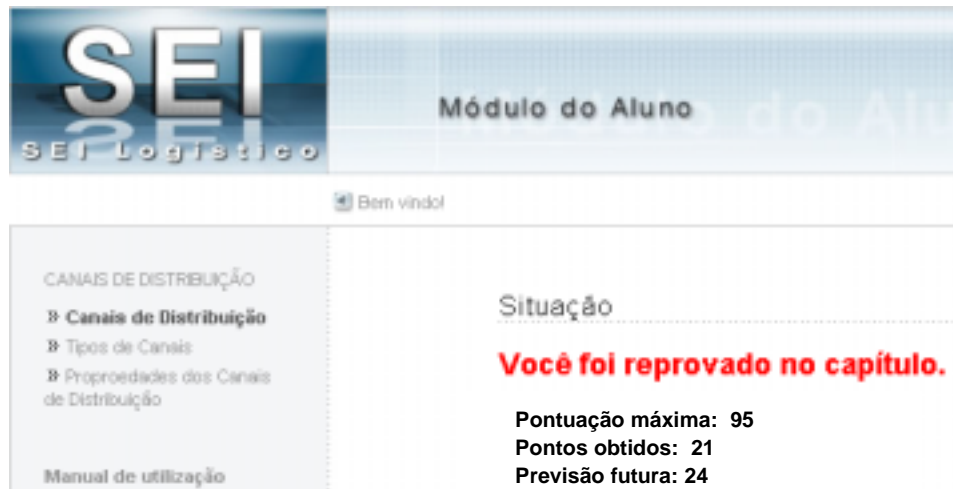 SEI
SEI Logístico
Módulo do Aluno
Bem vindo!
CANAIS DE DISTRIBUIÇÃO
» Canais de Distribuição
» Tipos de Canais
» Proproedades dos Canais
de Distribuição
Manual de utilização
Situação
Você foi reprovado no capítulo.
Pontuação máxima: 95
Pontos obtidos: 21
Previsão futura: 24